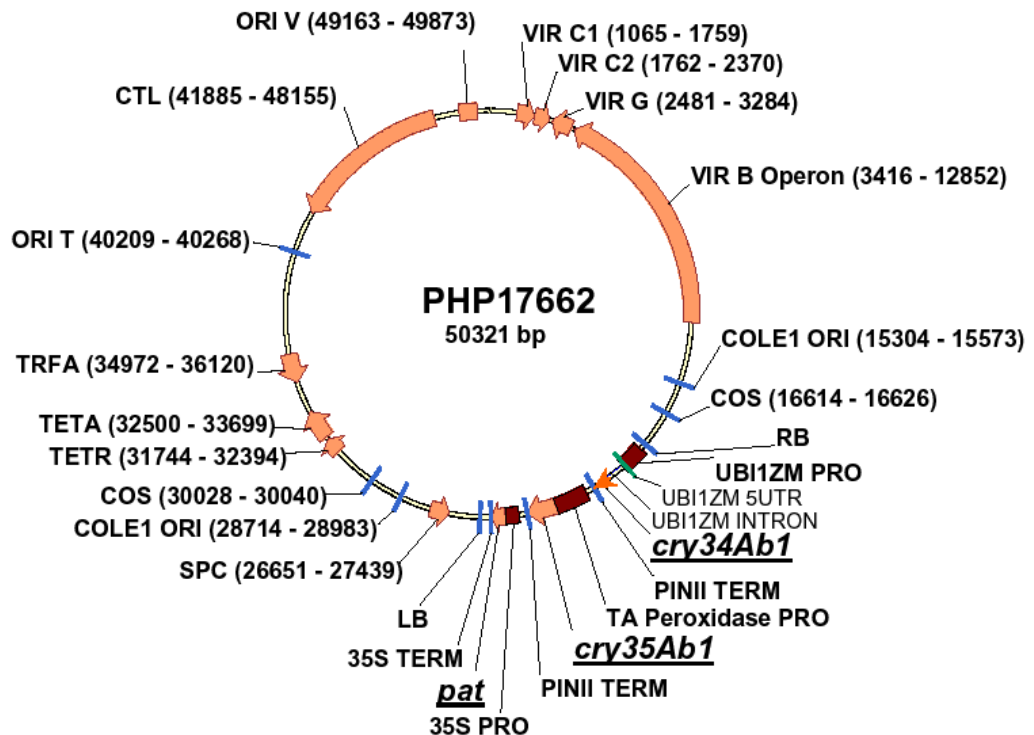 ORI V (49163 - 49873)
VIR C1 (1065 - 1759)
VIR C2 (1762 - 2370)
CTL (41885 - 48155)
VIR G (2481 - 3284)
VIR B Operon (3416 - 12852)
ORI T (40209 - 40268)
PHP17662
50321 bp
COLE1 ORI (15304 - 15573)
TRFA (34972 - 36120)
COS (16614 - 16626)
TETA (32500 - 33699)
RB
TETR (31744 - 32394)
UBI1ZM PRO
COS (30028 - 30040)
UBI1ZM 5UTR
COLE1 ORI (28714 - 28983)
UBI1ZM INTRON
cry34Ab1
SPC (26651 - 27439)
PINII TERM
LB
TA Peroxidase PRO
35S TERM
cry35Ab1
pat
PINII TERM
35S PRO